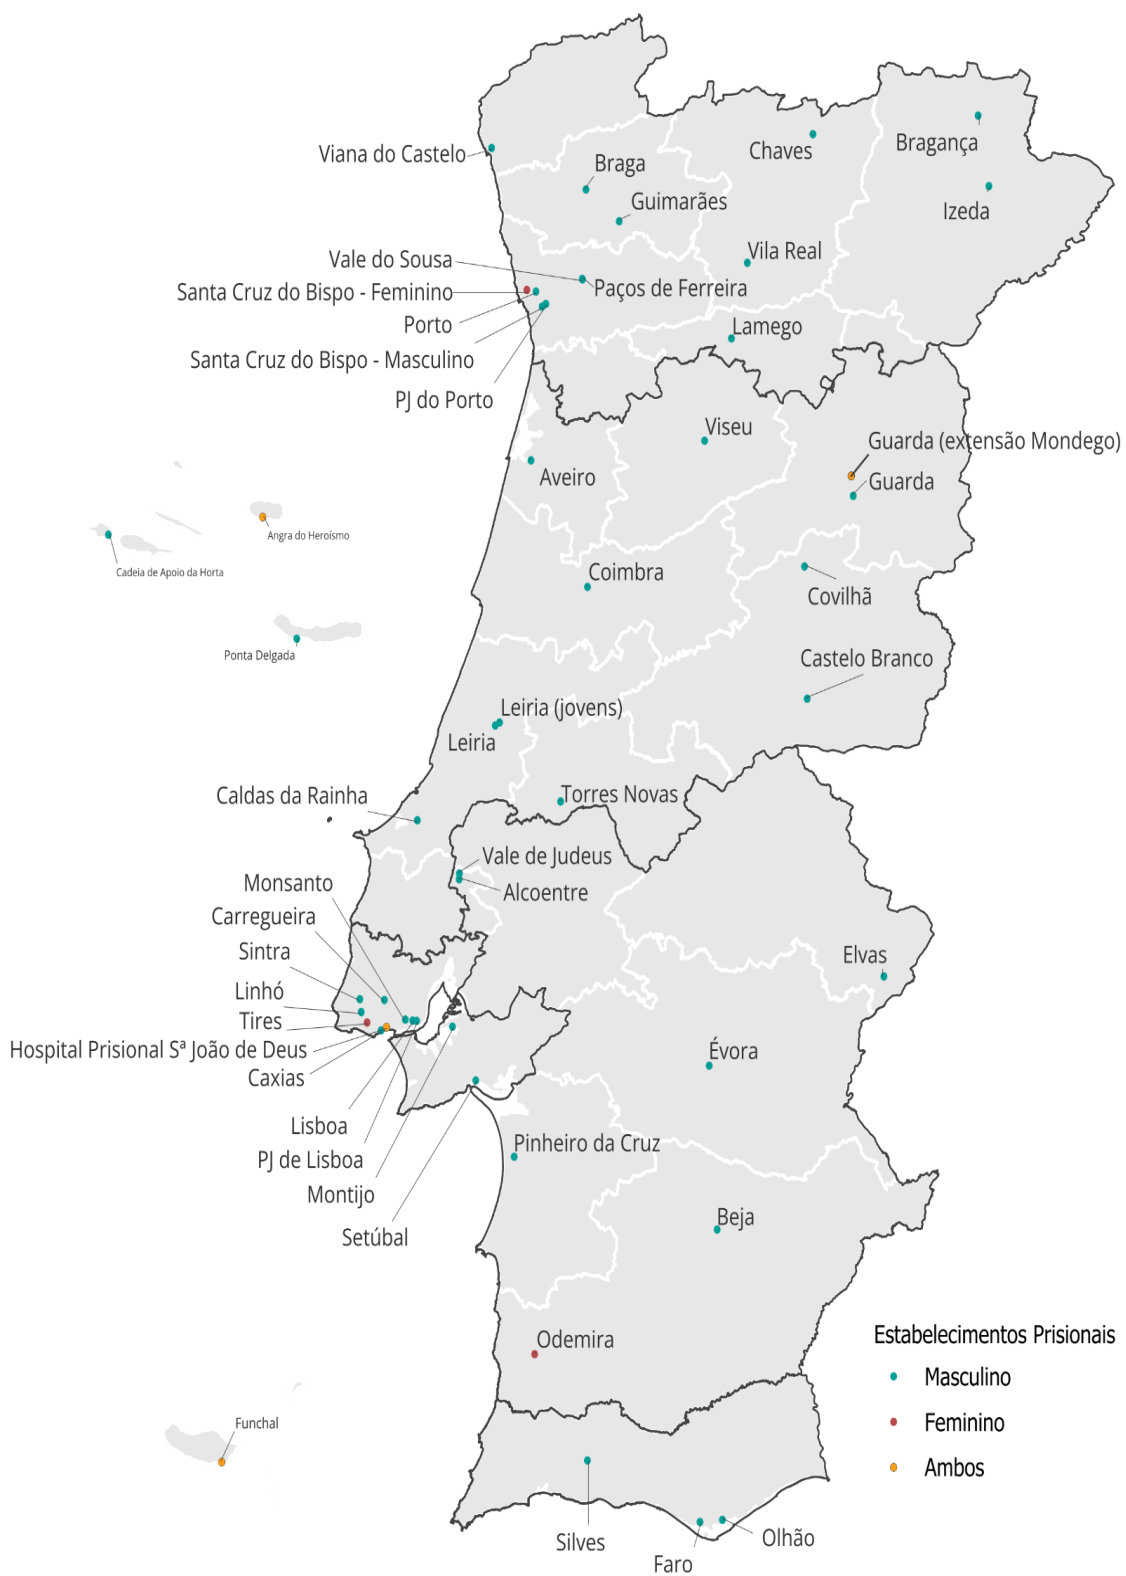 Bragança
Chaves
Viana do Castelo
Braga
Guimarães
Izeda
Vila Real
Vale do Sousa
Paços de Ferreira
Santa Cruz do Bispo - Feminino
Porto
Lamego
Santa Cruz do Bispo - Masculino
PJ do Porto
Viseu
Guarda (extensão Mondego)
Aveiro
Guarda
Angra do Heroísmo
Cadeia de Apoio da Horta
Coimbra
Covilhã
Ponta Delgada
Castelo Branco
Leiria (jovens)
Leiria
Caldas da Rainha
Torres Novas
Vale de Judeus
Monsanto
Alcoentre
Carregueira
Sintra
Elvas
Linhó
Tires
Hospital Prisional Sª João de Deus
Évora
Caxias
Lisboa
Pinheiro da Cruz
PJ de Lisboa
Montijo
Beja
Setúbal
Odemira
Estabelecimentos Prisionais
Masculino
Feminino
Ambos
Funchal
Silves
Olhão
Faro